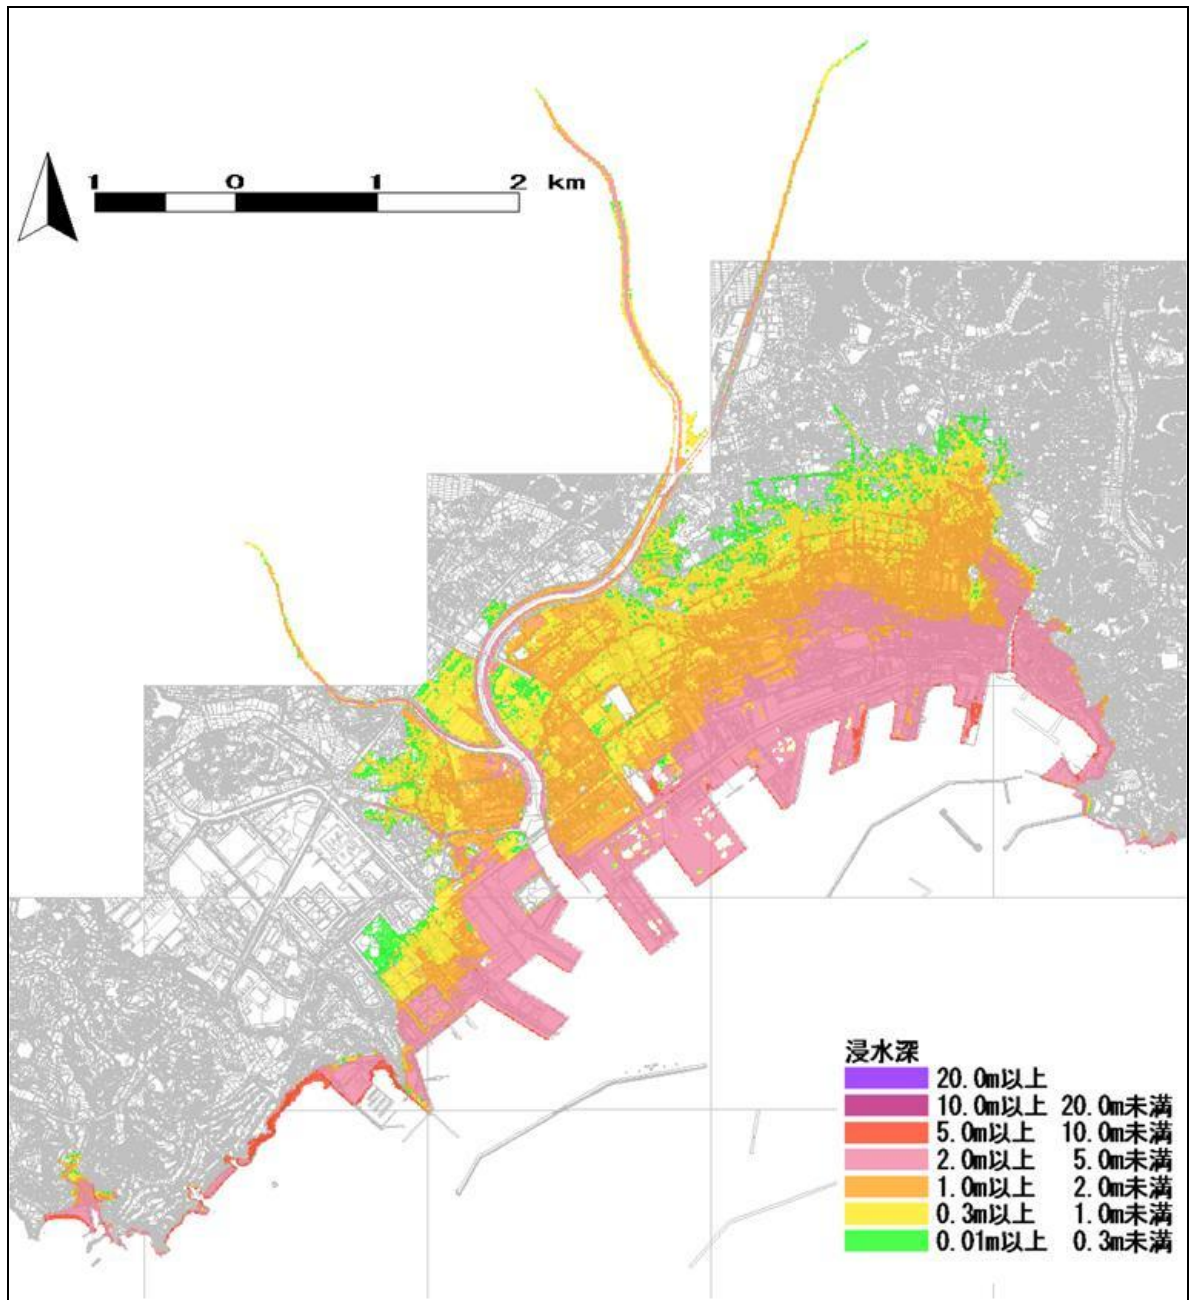 1 0 1 2 km
浸水深
20.0m以上
10.0m以上 20.0m未満
5.0m以上 10.0m未満
2.0m以上 5.0m未満
1.0m以上 2.0m未満
0.3m以上 1.0m未満
0.01m以上 0.3m未満